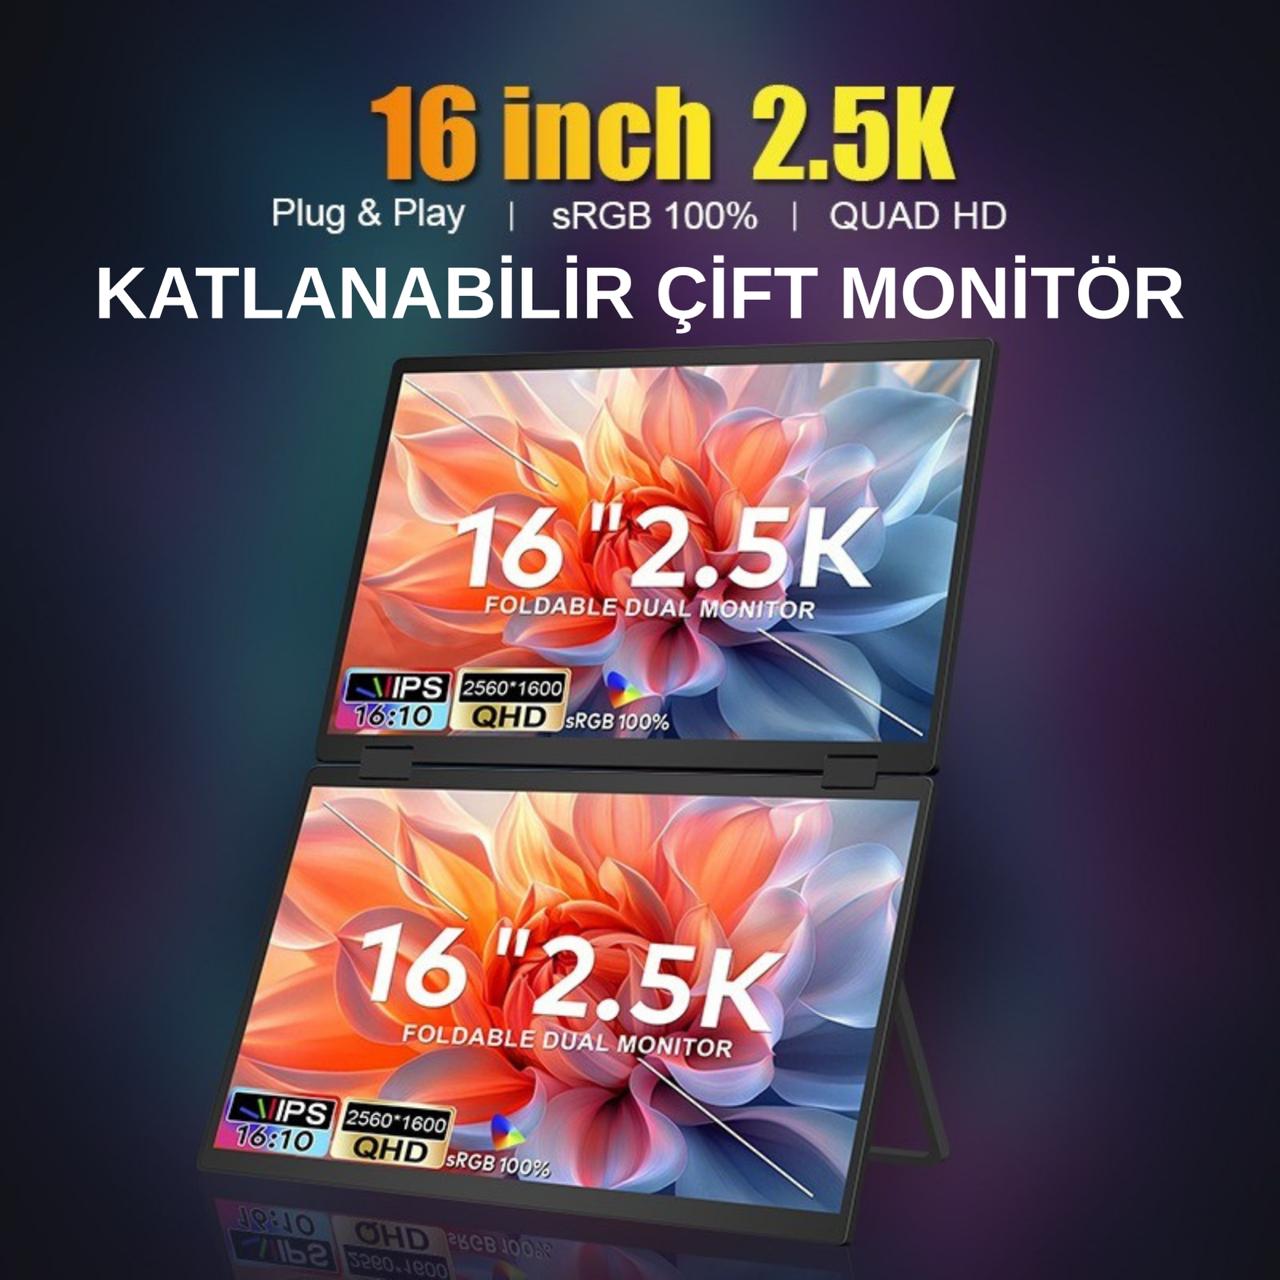 16 inch 2.5K
Plug & Play | sRGB 100% | QUAD HD
KATLANABİLİR ÇİFT MONİTÖR
16 "2.5K
FOLDABLE DUAL MONITOR
IPS
16:10
2560*1600
QHD
sRGB 100%
16 "2.5K
FOLDABLE DUAL MONITOR
IPS
16:10
2560*1600
QHD
sRGB 100%